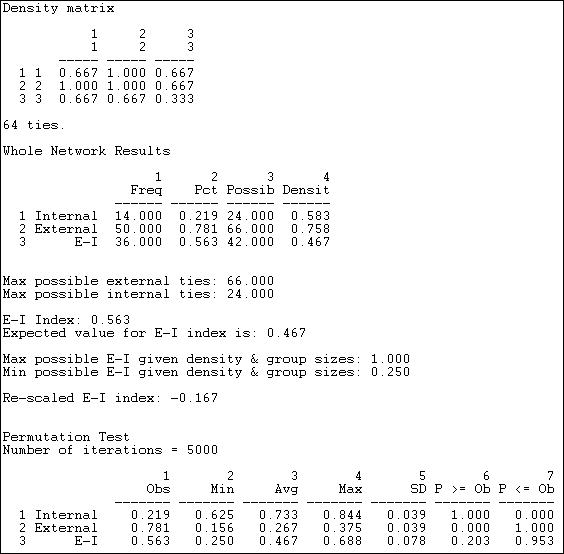 Density matrix
1 2 3
1 2 3
----- ----- -----
1 1 0.667 1.000 0.667
2 2 1.000 1.000 0.667
3 3 0.667 0.667 0.333
64 ties.
Whole Network Results
1 2 3 4
Freq Pct Possib Densit
------ ------ ------ ------
1 Internal 14.000 0.219 24.000 0.583
2 External 50.000 0.781 66.000 0.758
3 E-I 36.000 0.563 42.000 0.467
Max possible external ties: 66.000
Max possible internal ties: 24.000
E-I Index: 0.563
Expected value for E-I index is: 0.467
Max possible E-I given density & group sizes: 1.000
Min possible E-I given density & group sizes: 0.250
Re-scaled E-I index: -0.167
Permutation Test
Number of iterations = 5000
1 2 3 4 5 6 7
Obs Min Avg Max SD P >= Ob P <= Ob
------- ------- ------- ------- ------- ------- -------
1 Internal 0.219 0.625 0.733 0.844 0.039 1.000 0.000
2 External 0.781 0.156 0.267 0.375 0.039 0.000 1.000
3 E-I 0.563 0.250 0.467 0.688 0.078 0.203 0.953